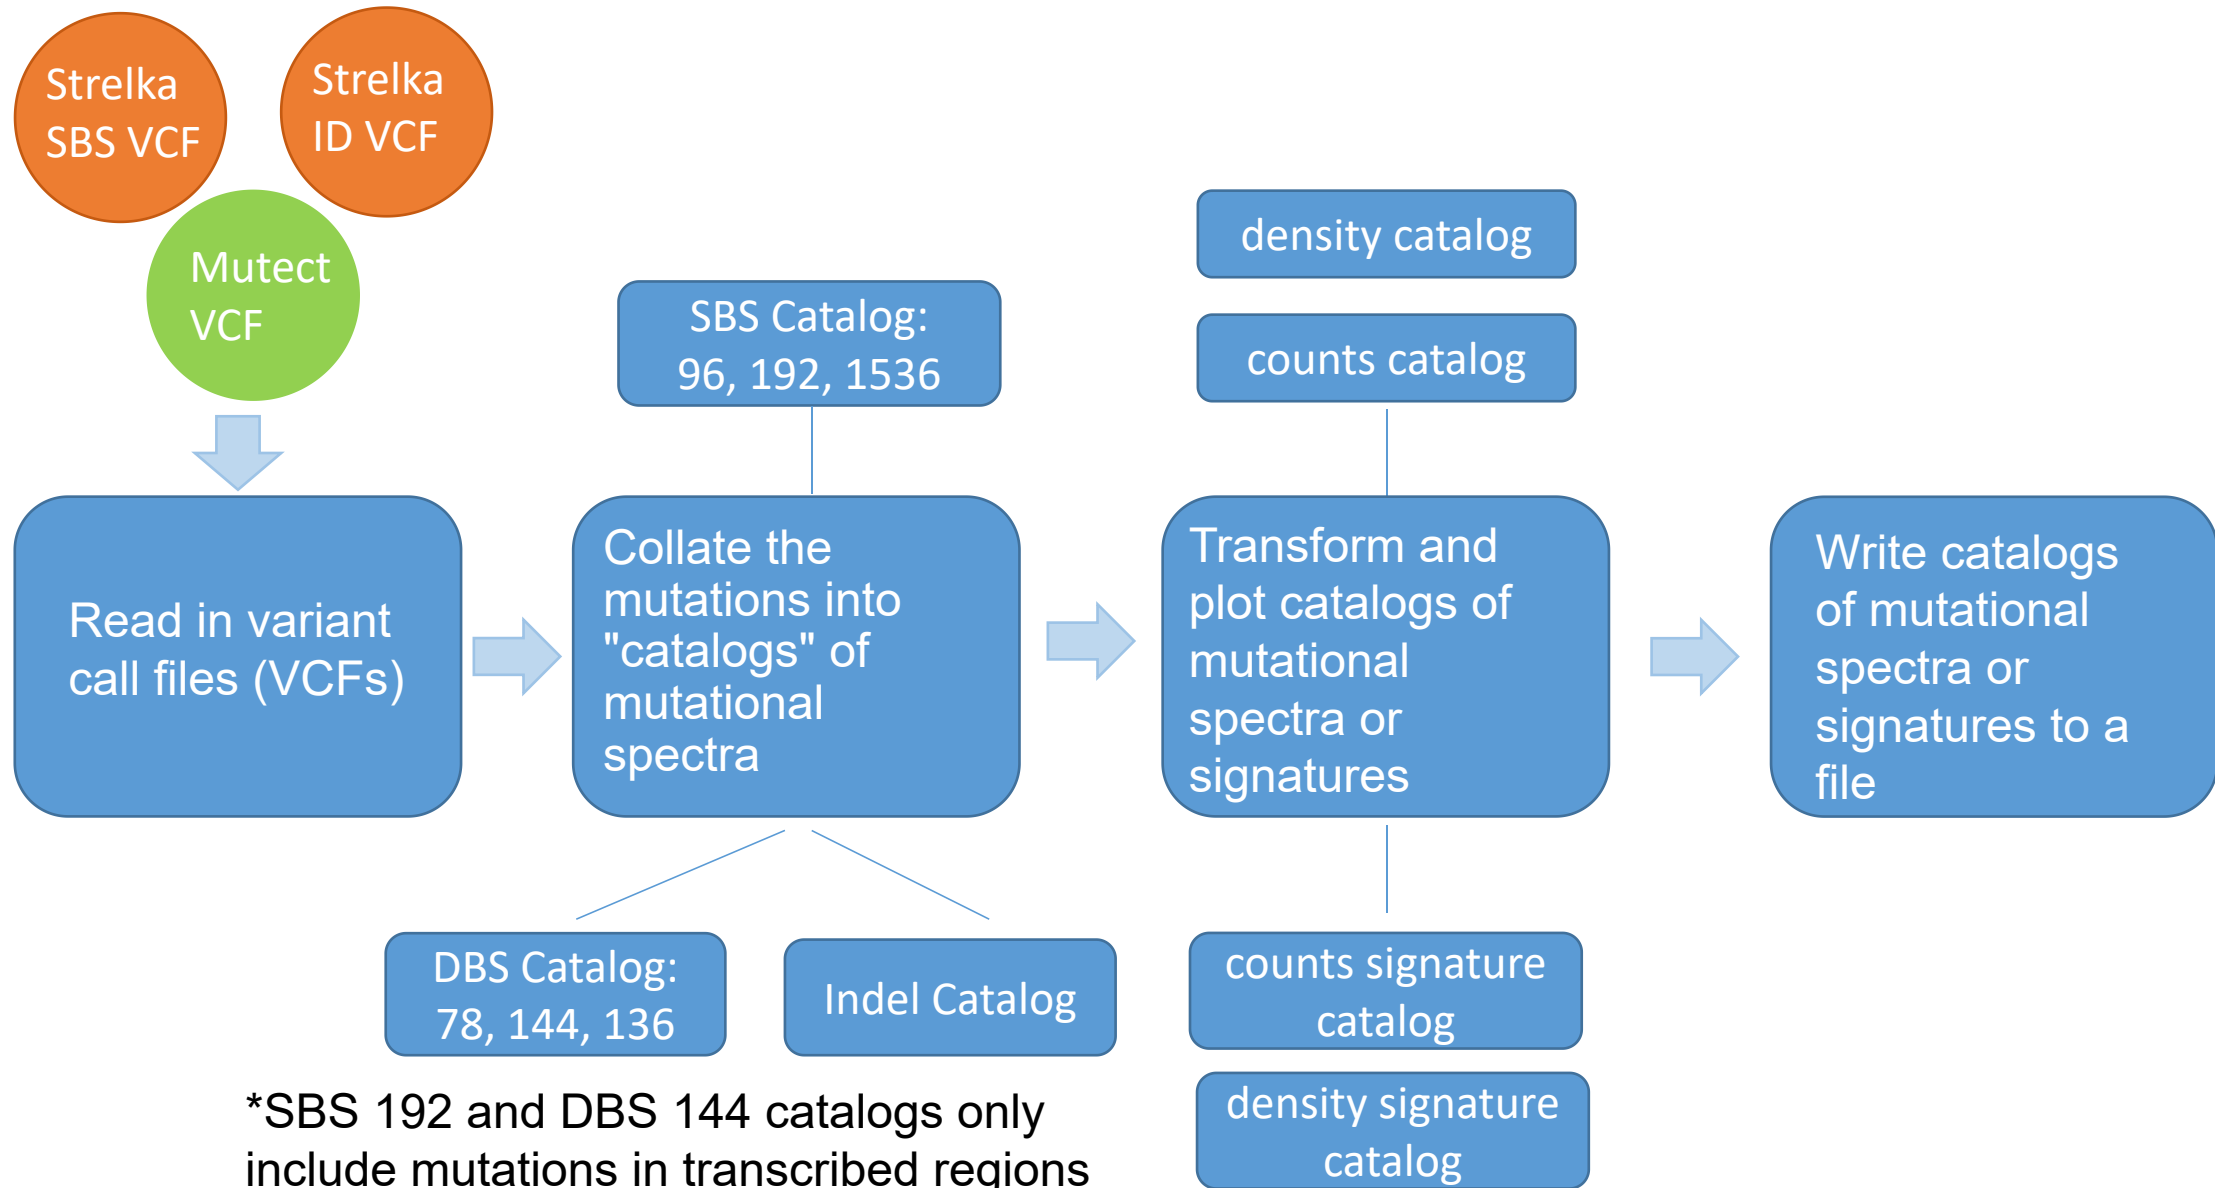 Strelka
SBS VCF
Strelka
ID VCF
Mutect
VCF
SBS Catalog:
96, 192, 1536
density catalog
counts catalog
Read in variant
call files (VCFs)
Collate the
mutations into
"catalogs" of
mutational
spectra
Transform and
plot catalogs of
mutational
spectra or
signatures
Write catalogs
of mutational
spectra or
signatures to a
file
DBS Catalog:
78, 144, 136
Indel Catalog
counts signature
catalog
density signature
catalog
*SBS 192 and DBS 144 catalogs only
include mutations in transcribed regions